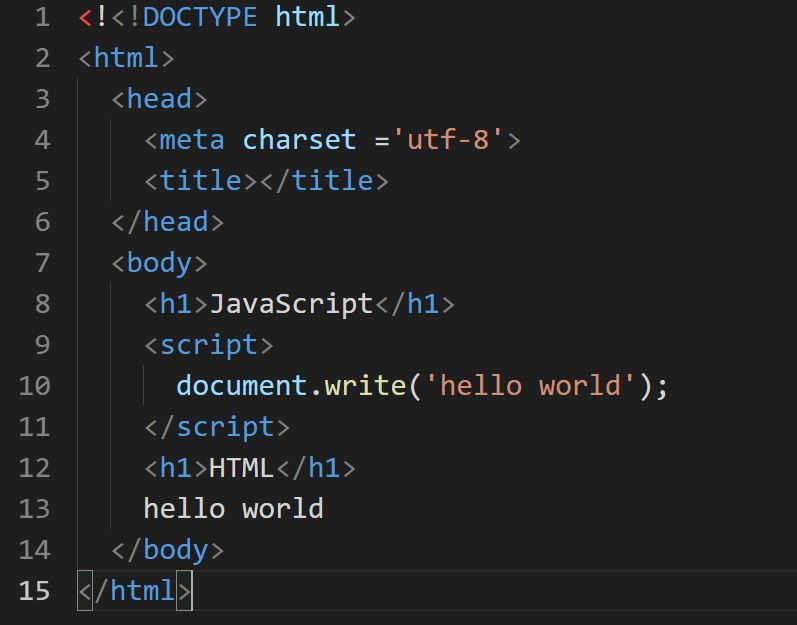 1 <!<!DOCTYPE html>
2 <html>
3   <head>
4     <meta charset ='utf-8'>
5     <title></title>
6   </head>
7   <body>
8     <h1>JavaScript</h1>
9     <script>
10       document.write('hello world');
11     </script>
12     <h1>HTML</h1>
13     hello world
14   </body>
15 </html>